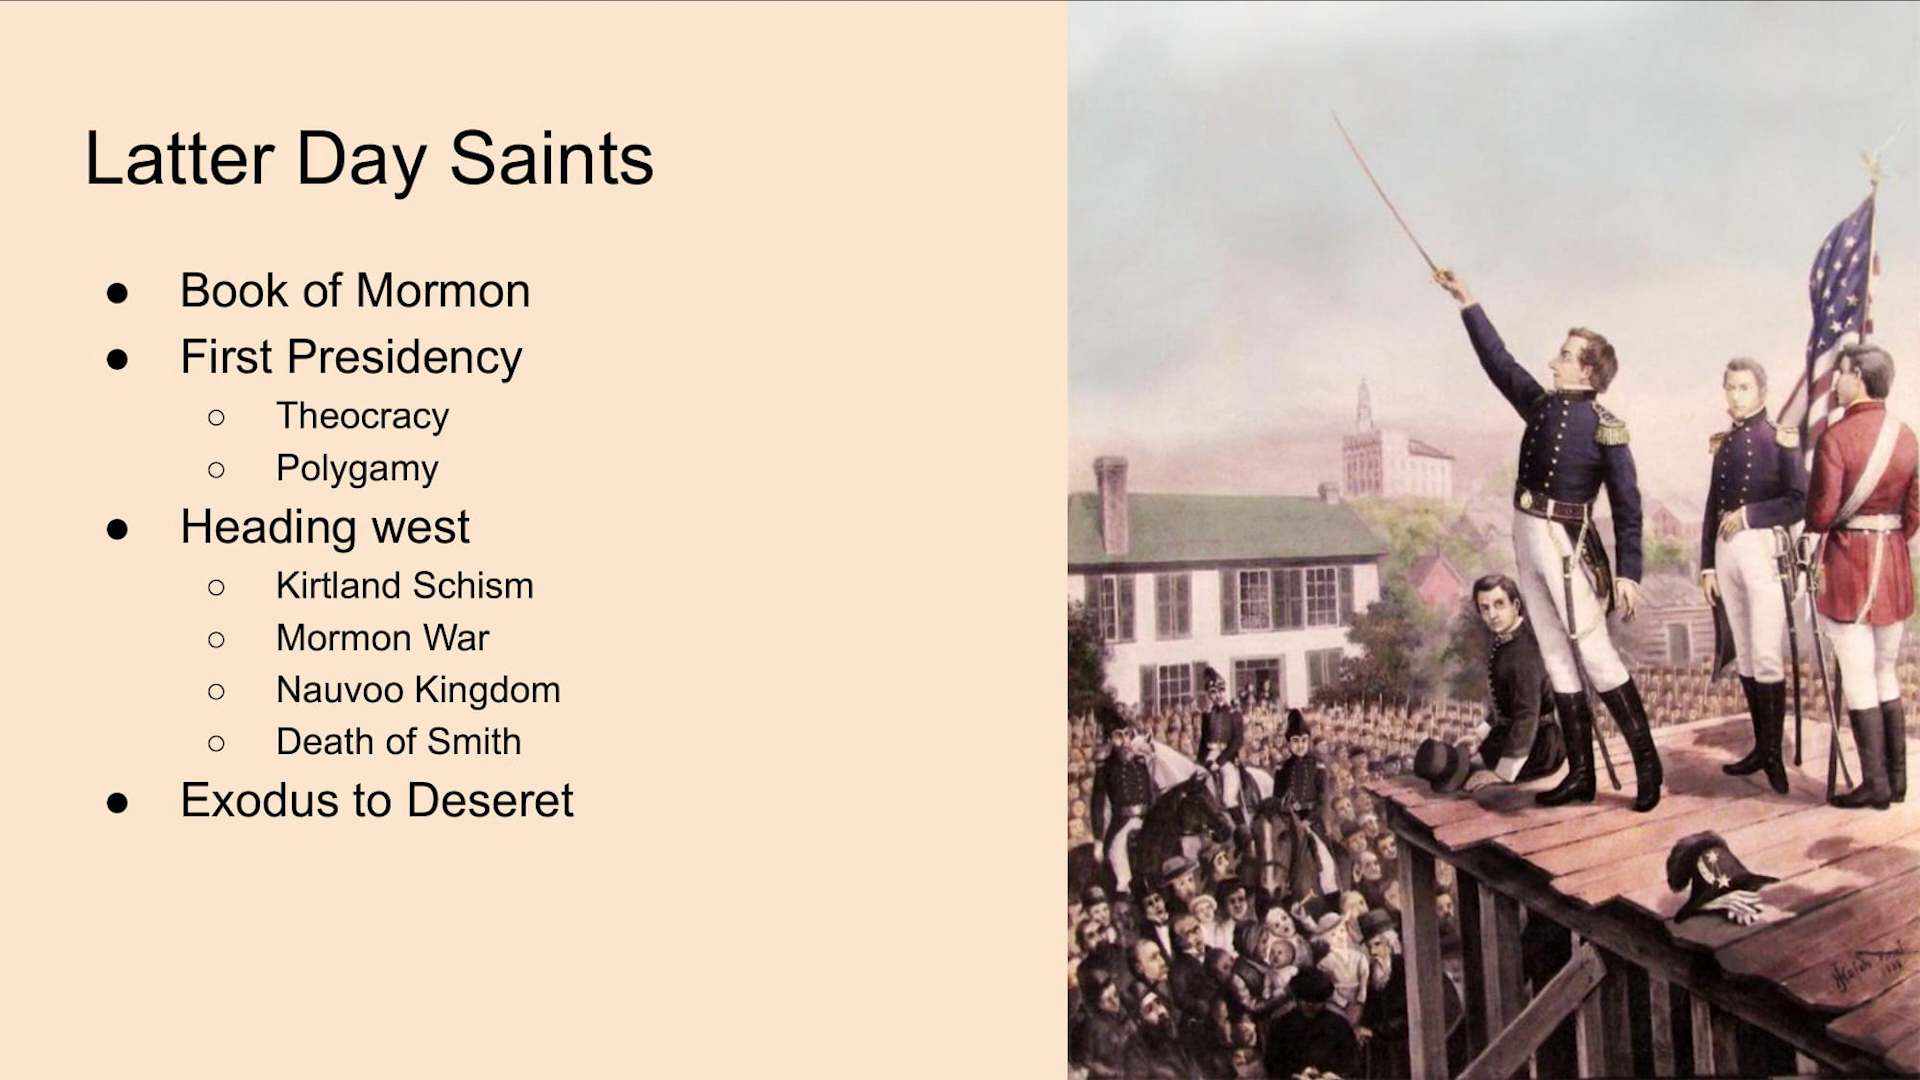 Latter Day Saints
● Book of Mormon
● First Presidency
○ Theocracy
○ Polygamy
● Heading west
○ Kirtland Schism
○ Mormon War
○ Nauvoo Kingdom
○ Death of Smith
● Exodus to Deseret